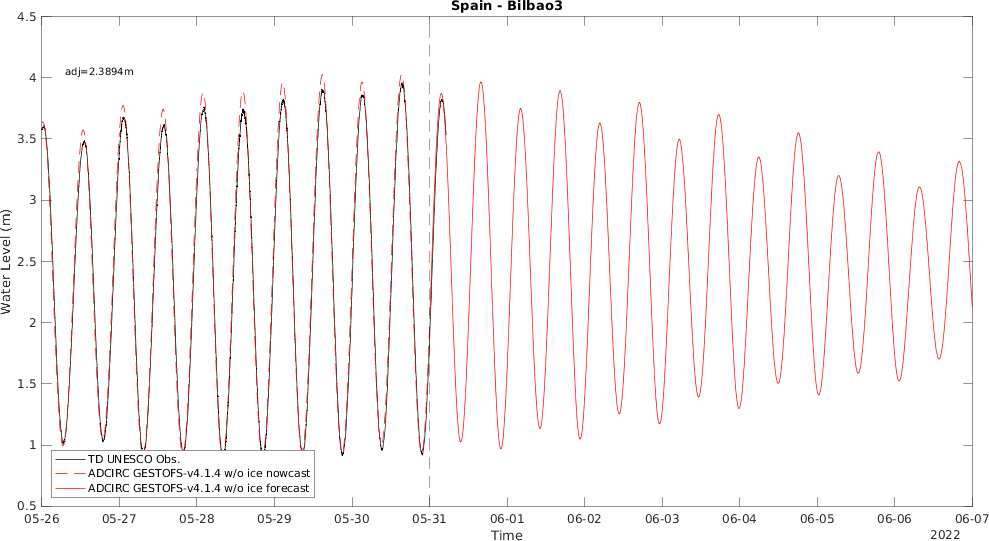 Spain - Bilbao3
4.5
4
3.5
3
2.5
2
1.5
1
0.5
Water Level (m)
adj=2.3894m
TD UNESCO Obs.
ADCIRC GESTOFS-v4.1.4 w/o ice nowcast
ADCIRC GESTOFS-v4.1.4 w/o ice forecast
05-26 05-27 05-28 05-29 05-30 05-31 06-01 06-02 06-03 06-04 06-05 06-06 06-07
Time
2022